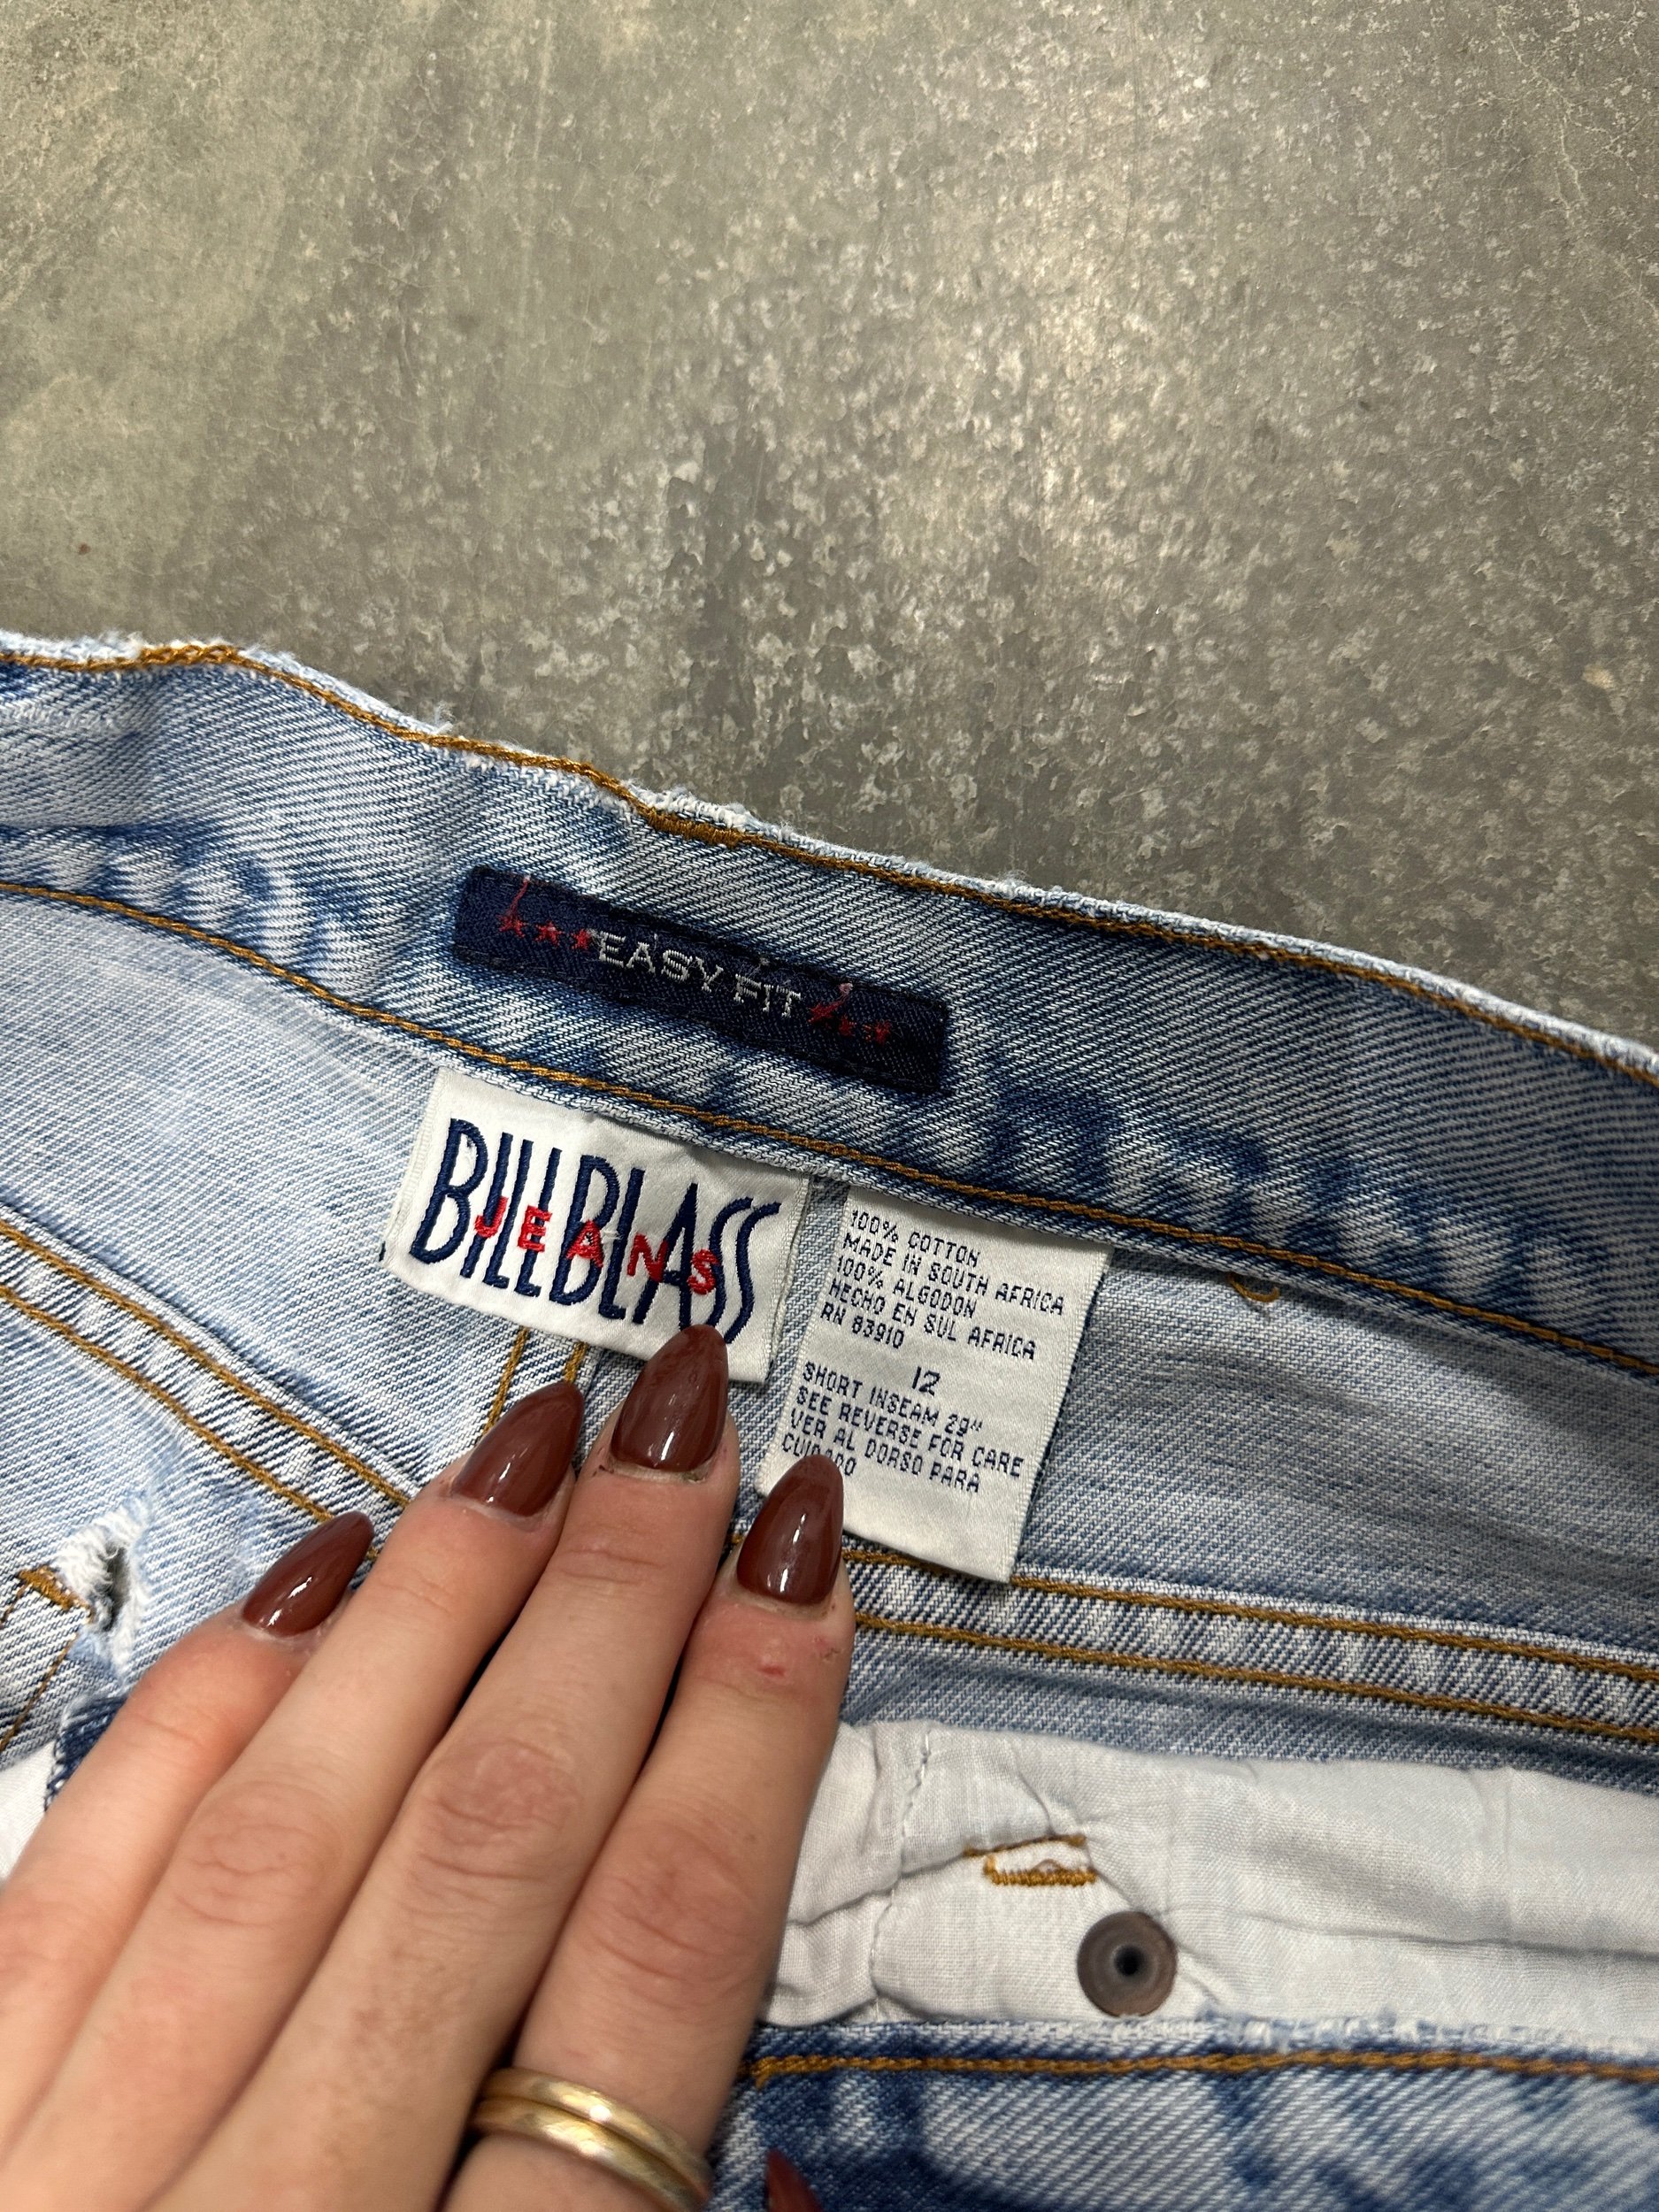 EASY FIT
BILL BLASS
JEANS
100% COTTON
MADE IN SOUTH AFRICA
100% ALGODON
HECHO EN SUL AFRICA
RN 83910
12
SHORT INSEAM 29"
SEE REVERSE FOR CARE
VER AL DORSO PARA
CUIDADO